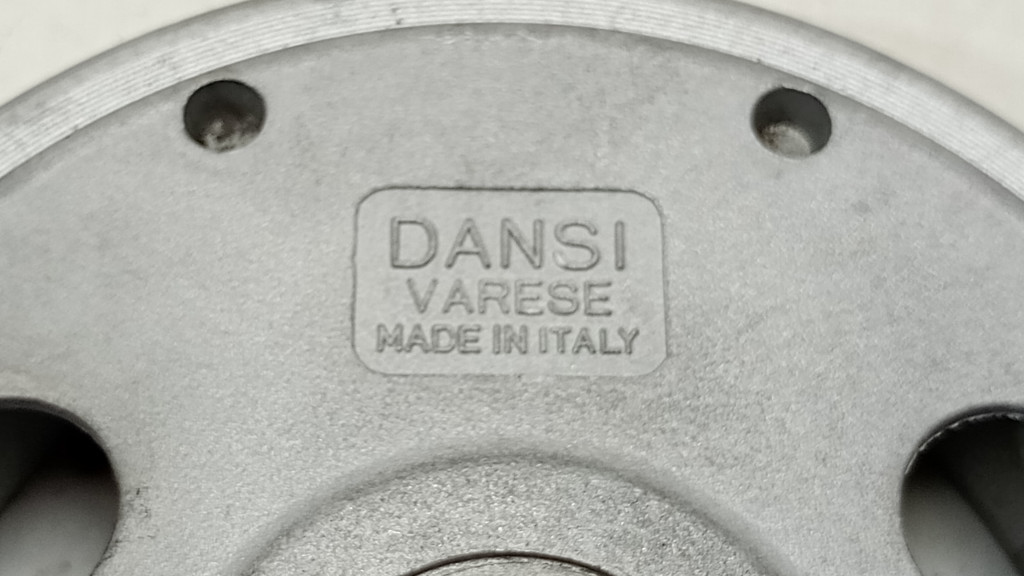 DANSI
VARESE
MADE IN ITALY